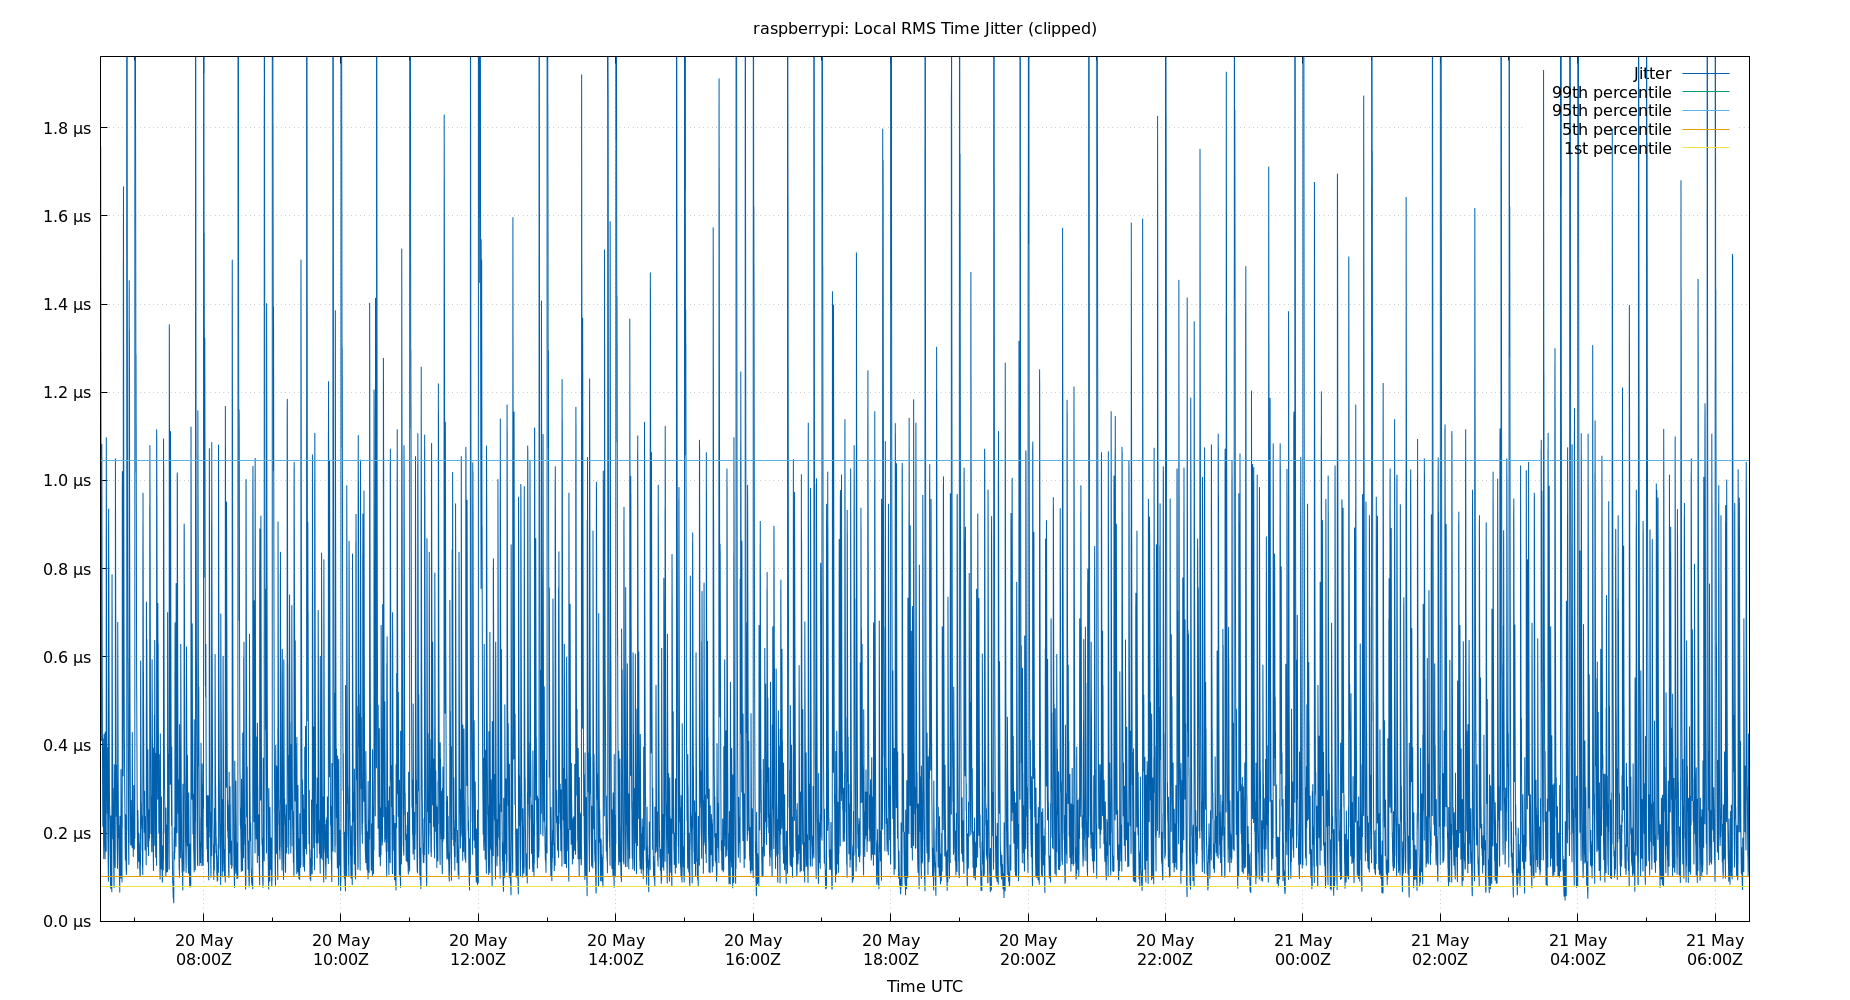 raspberrypi: Local RMS Time Jitter (clipped)
Jitter
99th percentile
95th percentile
5th percentile
1st percentile
1.8 µs
1.6 µs
1.4 µs
1.2 µs
1.0 µs
0.8 µs
0.6 µs
0.4 µs
0.2 µs
0.0 µs
20 May 20 May 20 May 20 May 20 May 20 May 20 May 20 May 21 May 21 May 21 May 21 May
08:00Z 10:00Z 12:00Z 14:00Z 16:00Z 18:00Z 20:00Z 22:00Z 00:00Z 02:00Z 04:00Z 06:00Z
Time UTC